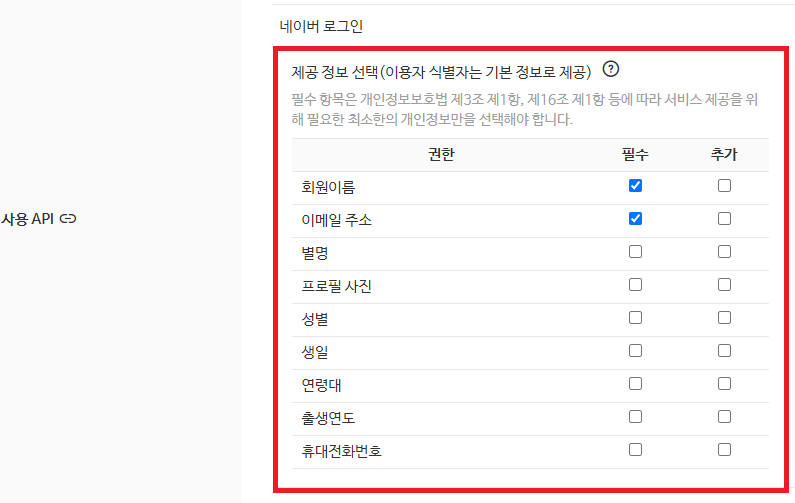 네이버 로그인
제공 정보 선택(이용자 식별자는 기본 정보로 제공) ?
필수 항목은 개인정보보호법 제3조 제1항, 제16조 제1항 등에 따라 서비스 제공을 위
해 필요한 최소한의 개인정보만을 선택해야 합니다.
권한 필수 추가
회원이름
사용 API
이메일 주소
별명
프로필 사진
성별
생일
연령대
출생연도
휴대전화번호